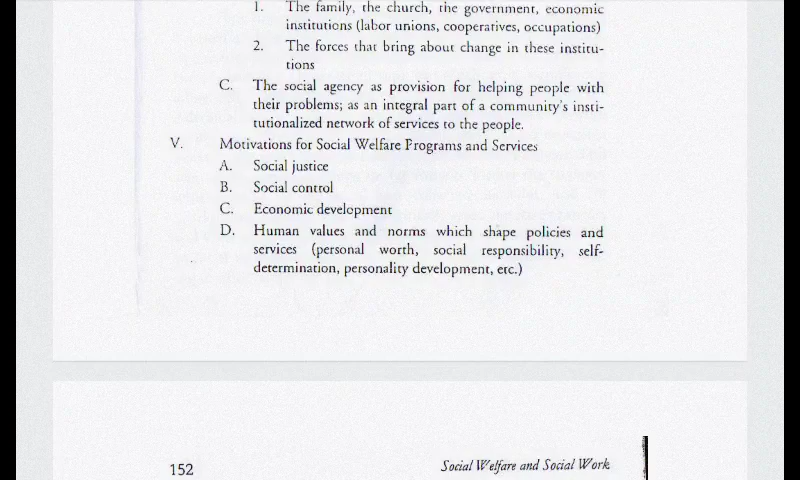 1. The family, the church, the government, economic
institutions (labor unions, cooperatives, occupations)
2. The forces that bring about change in these institu-
tions
C. The social agency as provision for helping people with
their problems; as an integral part of a community's insti-
tutionalized network of services to the people.
V. Motivations for Social Welfare Programs and Services
A. Social justice
B. Social control
C. Economic development
D. Human values and norms which shape policies and
services (personal worth, social responsibility, self-
determination, personality development, etc.)
152 Social Welfare and Social Work